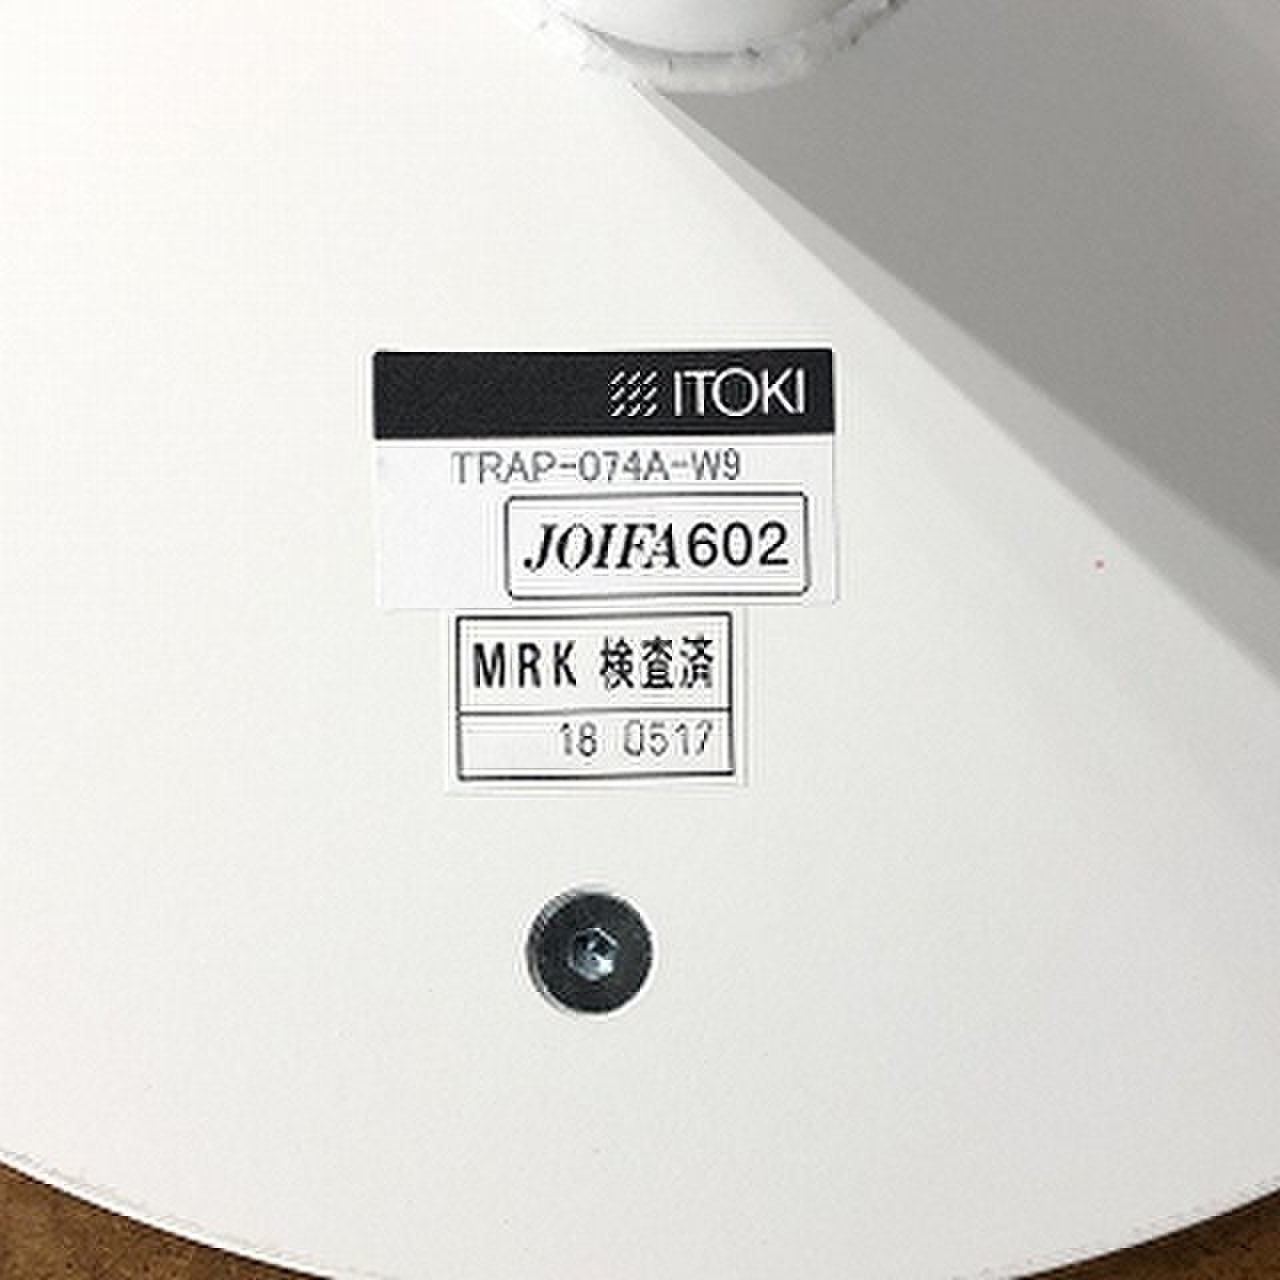 ITOKI
TRAP-074A-W9
JOIFA602
MRK 検査済
18 0517